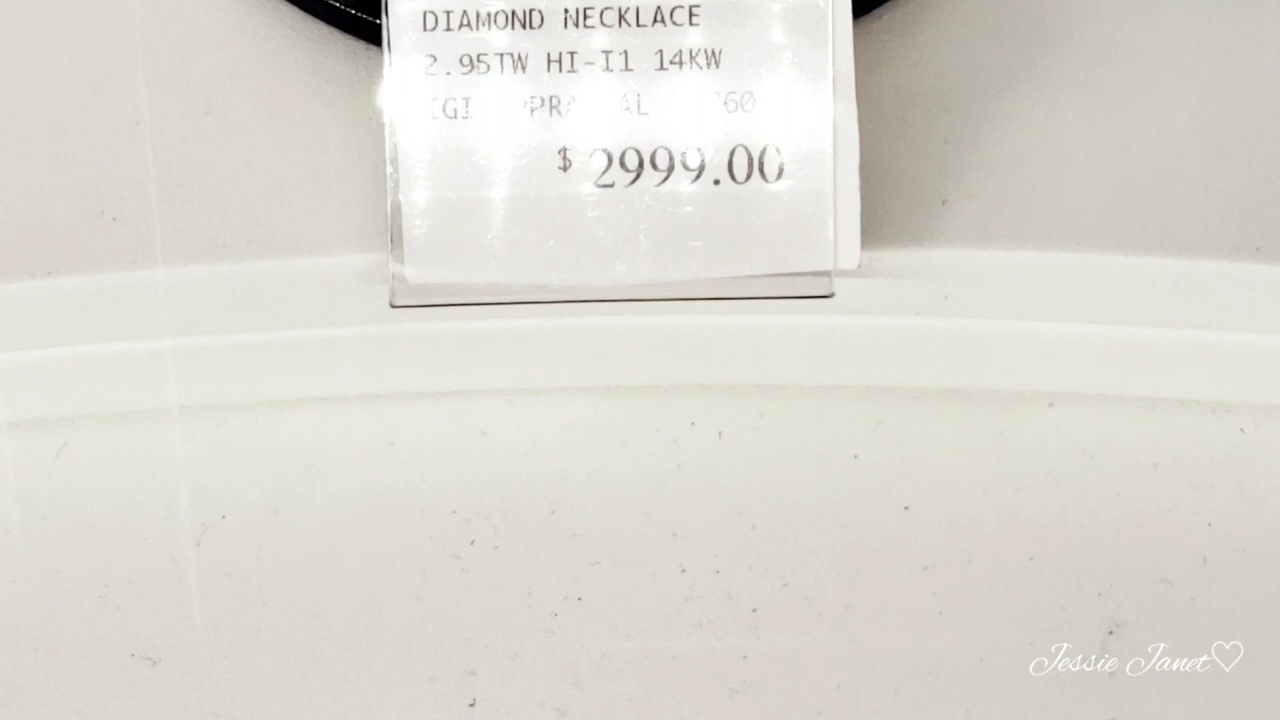 DIAMOND NECKLACE
2.95TW HI-I1 14KW
$2999.00
Jessie Janet♡